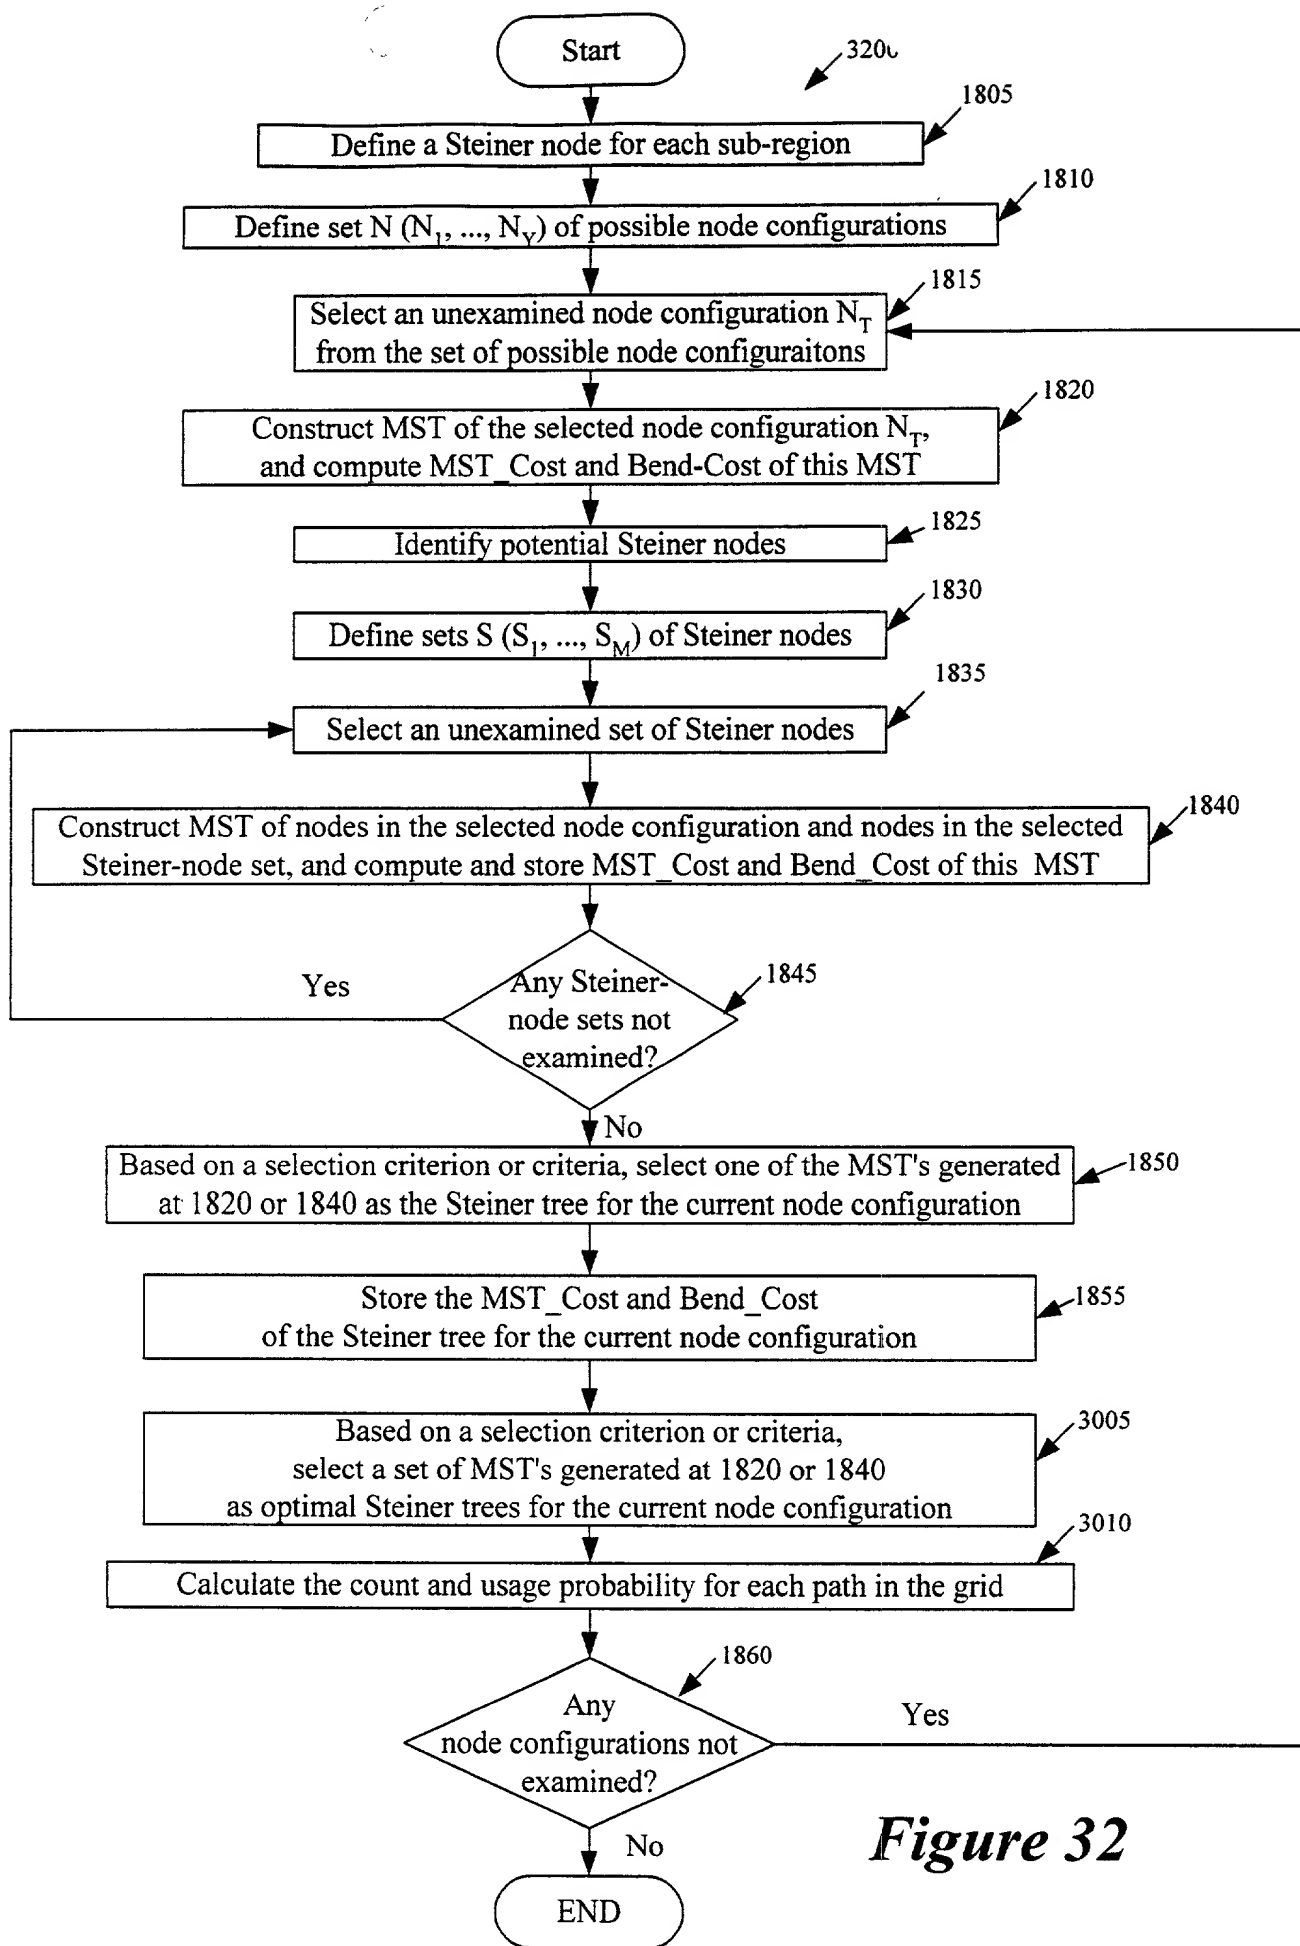 Start
1805
Define a Steiner node for each sub-region
1810
Define set N (N1, ..., NY) of possible node configurations
1815
Select an unexamined node configuration NT
from the set of possible node configuraitons
1820
Construct MST of the selected node configuration NT,
and compute MST_Cost and Bend-Cost of this MST
1825
Identify potential Steiner nodes
1830
Define sets S (S1, ..., SM) of Steiner nodes
1835
Select an unexamined set of Steiner nodes
1840
Construct MST of nodes in the selected node configuration and nodes in the selected
Steiner-node set, and compute and store MST_Cost and Bend_Cost of this MST
1845
Yes
Any Steiner-
node sets not
examined?
No
1850
Based on a selection criterion or criteria, select one of the MST's generated
at 1820 or 1840 as the Steiner tree for the current node configuration
1855
Store the MST_Cost and Bend_Cost
of the Steiner tree for the current node configuration
3005
Based on a selection criterion or criteria,
select a set of MST's generated at 1820 or 1840
as optimal Steiner trees for the current node configuration
3010
Calculate the count and usage probability for each path in the grid
1860
Any
node configurations not
examined?
Yes
No
END
Figure 32